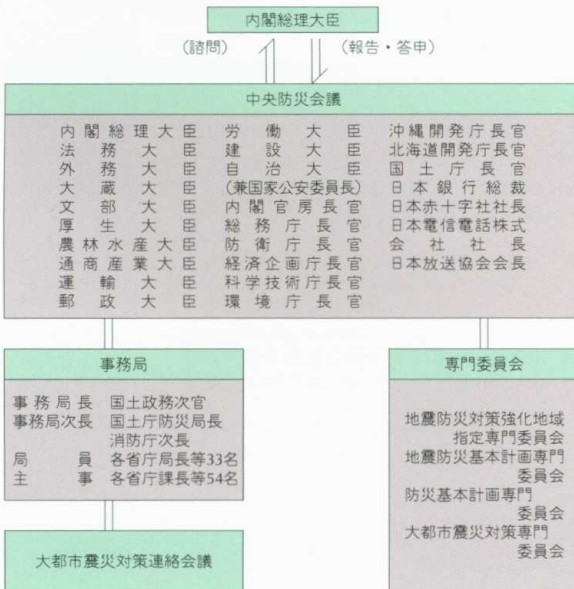 内閣総理大臣
(諮問)
(報告・答申)
中央防災会議
内閣総理大臣
法務大臣
外務大臣
大蔵大臣
文部大臣
厚生大臣
農林水産大臣
通商産業大臣
運輸大臣
郵政大臣
労働大臣
建設大臣
自治大臣
(兼国家公安委員長)
内閣官房長官
総務庁長官
防衛庁長官
経済企画庁長官
科学技術庁長官
環境庁長官
沖縄開発庁長官
北海道開発庁長官
国土庁長官
日本銀行総裁
日本赤十字社社長
日本電信電話株式
会社社長
日本放送協会会長
事務局
事務局長 国土政務次官
事務局次長 国土庁防災局長
消防庁次長
局員 各省庁局長等33名
主事 各省庁課長等54名
大都市震災対策連絡会議
専門委員会
地震防災対策強化地域
指定専門委員会
地震防災基本計画専門
委員会
防災基本計画専門
委員会
大都市震災対策専門
委員会